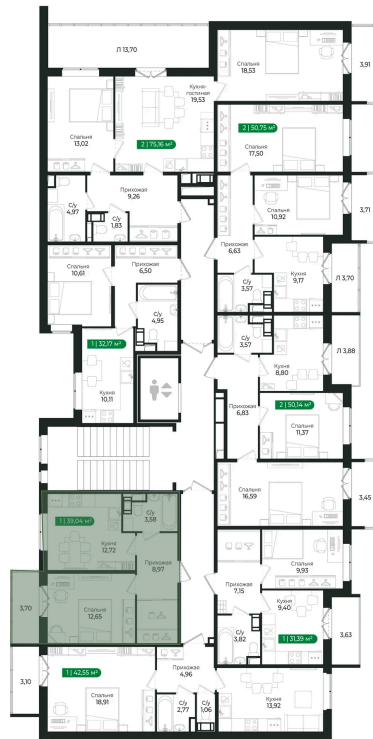 Л 13,70
Спальня
18,53
3,91
Кухня-
гостиная
19,53
Спальня
13,02
2 | 75,16 м²
2 | 50,75 м²
Спальня
17,50
Прихожая
9,26
С/у
4,97
С/у
1,83
Спальня
10,92
3,71
Прихожая
6,63
Спальня
10,61
Прихожая
6,50
Кухня
9,17
Л 3,70
С/у
3,57
С/у
4,95
1 | 32,17 м²
С/у
3,57
Л 3,88
Кухня
8,80
Кухня
10,11
Прихожая
6,83
2 | 50,14 м²
Спальня
11,37
Спальня
16,59
3,45
1 | 39,04 м²
С/у
3,58
Кухня
12,72
Прихожая
8,97
Спальня
9,93
Прихожая
7,15
Кухня
9,40
3,70
Спальня
12,65
С/у
3,82
1 | 31,39 м²
3,63
3,10
1 | 42,55 м²
Прихожая
4,96
Спальня
18,91
С/у
2,77
С/у
1,06
Кухня
13,92